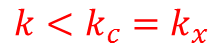 k < k_c = k_x